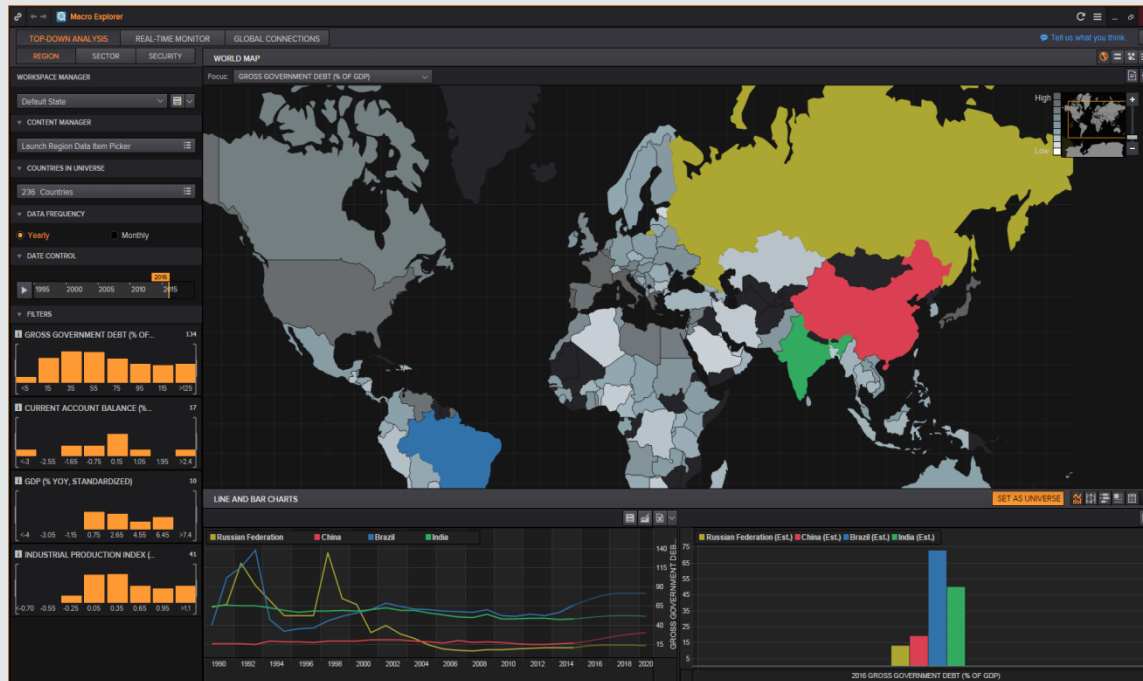 Macro Explorer
TOP-DOWN ANALYSIS REAL-TIME MONITOR GLOBAL CONNECTIONS
Tell us what you think.
REGION SECTOR SECURITY
WORKSPACE MANAGER
Default State
CONTENT MANAGER
Launch Region Data Item Picker
COUNTRIES IN UNIVERSE
236 Countries
DATA FREQUENCY
Yearly Monthly
DATE CONTROL
2016
1995 2000 2005 2010 2015
FILTERS
GROSS GOVERNMENT DEBT (% OF... 134
<5 15 35 55 75 95 115 >125
CURRENT ACCOUNT BALANCE (%... 17
<-3 -2.55 -1.65 -0.75 0.15 1.05 1.95 >2.4
GDP (% YOY, STANDARDIZED) 10
<-4 -3.05 -1.15 0.75 2.65 4.55 6.45 >7.4
INDUSTRIAL PRODUCTION INDEX (... 41
<-0.70 -0.55 -0.25 0.05 0.35 0.65 0.95 >1.1
WORLD MAP
Focus: GROSS GOVERNMENT DEBT (% OF GDP)
High
Low
LINE AND BAR CHARTS
SET AS UNIVERSE
Russian Federation China Brazil India
140
115
90
65
40
15
GROSS GOVERNMENT DEB...
1990 1992 1994 1996 1998 2000 2002 2004 2006 2008 2010 2012 2014 2016 2018 2020
Russian Federation (Est.) China (Est.) Brazil (Est.) India (Est.)
75
65
55
45
35
25
15
5
2016 GROSS GOVERNMENT DEBT (% OF GDP)